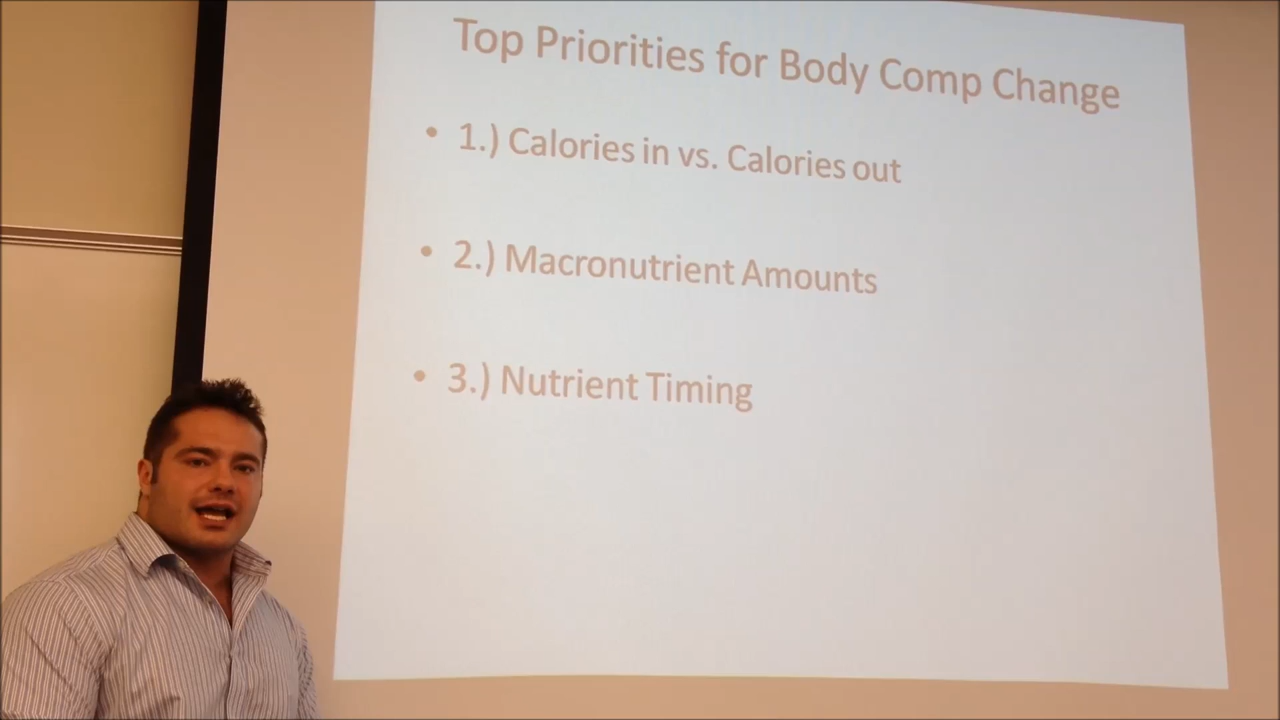 Top Priorities for Body Comp Change
• 1.) Calories in vs. Calories out
• 2.) Macronutrient Amounts
• 3.) Nutrient Timing